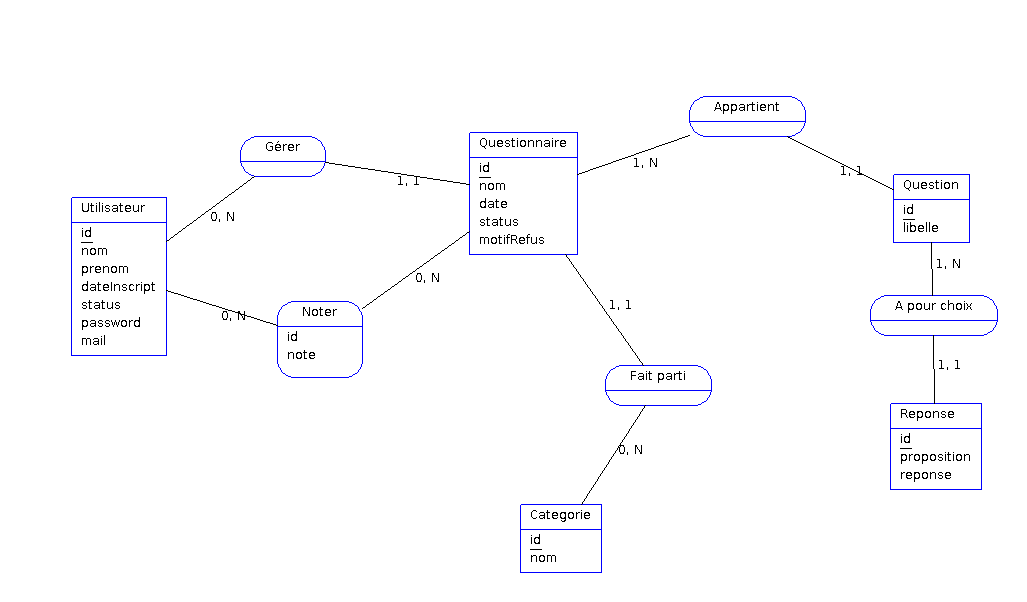 Appartient
Gérer
Questionnaire
id
nom
date
status
motifRefus
1, N
1, 1
1, 1
Question
id
libelle
Utilisateur
id
nom
prenom
dateInscript
status
password
mail
0, N
0, N
0, N
Noter
id
note
1, N
A pour choix
1, 1
1, 1
Fait parti
0, N
Reponse
id
proposition
reponse
Categorie
id
nom